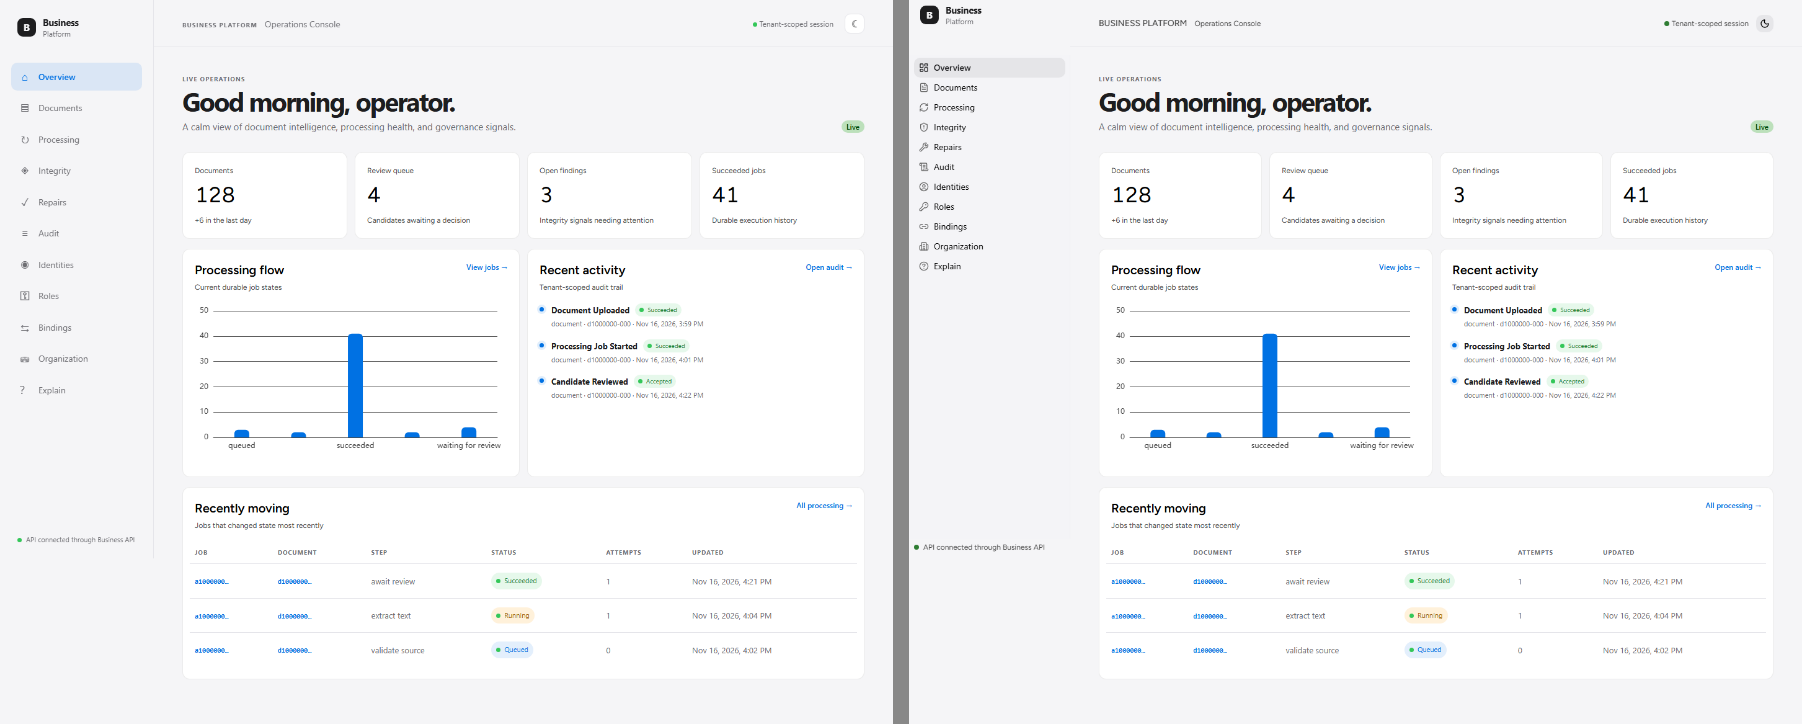 B Business
Platform
Overview
Documents
Processing
Integrity
Repairs
Audit
Identities
Roles
Bindings
Organization
Explain
API connected through Business API
BUSINESS PLATFORM Operations Console
Tenant-scoped session
LIVE OPERATIONS
Good morning, operator.
A calm view of document intelligence, processing health, and governance signals.
Live
Documents
128
+6 in the last day
Review queue
4
Candidates awaiting a decision
Open findings
3
Integrity signals needing attention
Succeeded jobs
41
Durable execution history
Processing flow
View jobs →
Current durable job states
50
40
30
20
10
0
queued succeeded waiting for review
Recent activity
Open audit →
Tenant-scoped audit trail
Document Uploaded Succeeded
document · d1000000-000 · Nov 16, 2026, 3:59 PM
Processing Job Started Succeeded
document · d1000000-000 · Nov 16, 2026, 4:01 PM
Candidate Reviewed Accepted
document · d1000000-000 · Nov 16, 2026, 4:22 PM
Recently moving
All processing →
Jobs that changed state most recently
JOB DOCUMENT STEP STATUS ATTEMPTS UPDATED
a1000000… d1000000… await review Succeeded 1 Nov 16, 2026, 4:21 PM
a1000000… d1000000… extract text Running 1 Nov 16, 2026, 4:04 PM
a1000000… d1000000… validate source Queued 0 Nov 16, 2026, 4:02 PM
B Business
Platform
Overview
Documents
Processing
Integrity
Repairs
Audit
Identities
Roles
Bindings
Organization
Explain
API connected through Business API
BUSINESS PLATFORM Operations Console
Tenant-scoped session
LIVE OPERATIONS
Good morning, operator.
A calm view of document intelligence, processing health, and governance signals.
Live
Documents
128
+6 in the last day
Review queue
4
Candidates awaiting a decision
Open findings
3
Integrity signals needing attention
Succeeded jobs
41
Durable execution history
Processing flow
View jobs →
Current durable job states
50
40
30
20
10
0
queued succeeded waiting for review
Recent activity
Open audit →
Tenant-scoped audit trail
Document Uploaded Succeeded
document · d1000000-000 · Nov 16, 2026, 3:59 PM
Processing Job Started Succeeded
document · d1000000-000 · Nov 16, 2026, 4:01 PM
Candidate Reviewed Accepted
document · d1000000-000 · Nov 16, 2026, 4:22 PM
Recently moving
All processing →
Jobs that changed state most recently
JOB DOCUMENT STEP STATUS ATTEMPTS UPDATED
a1000000… d1000000… await review Succeeded 1 Nov 16, 2026, 4:21 PM
a1000000… d1000000… extract text Running 1 Nov 16, 2026, 4:04 PM
a1000000… d1000000… validate source Queued 0 Nov 16, 2026, 4:02 PM